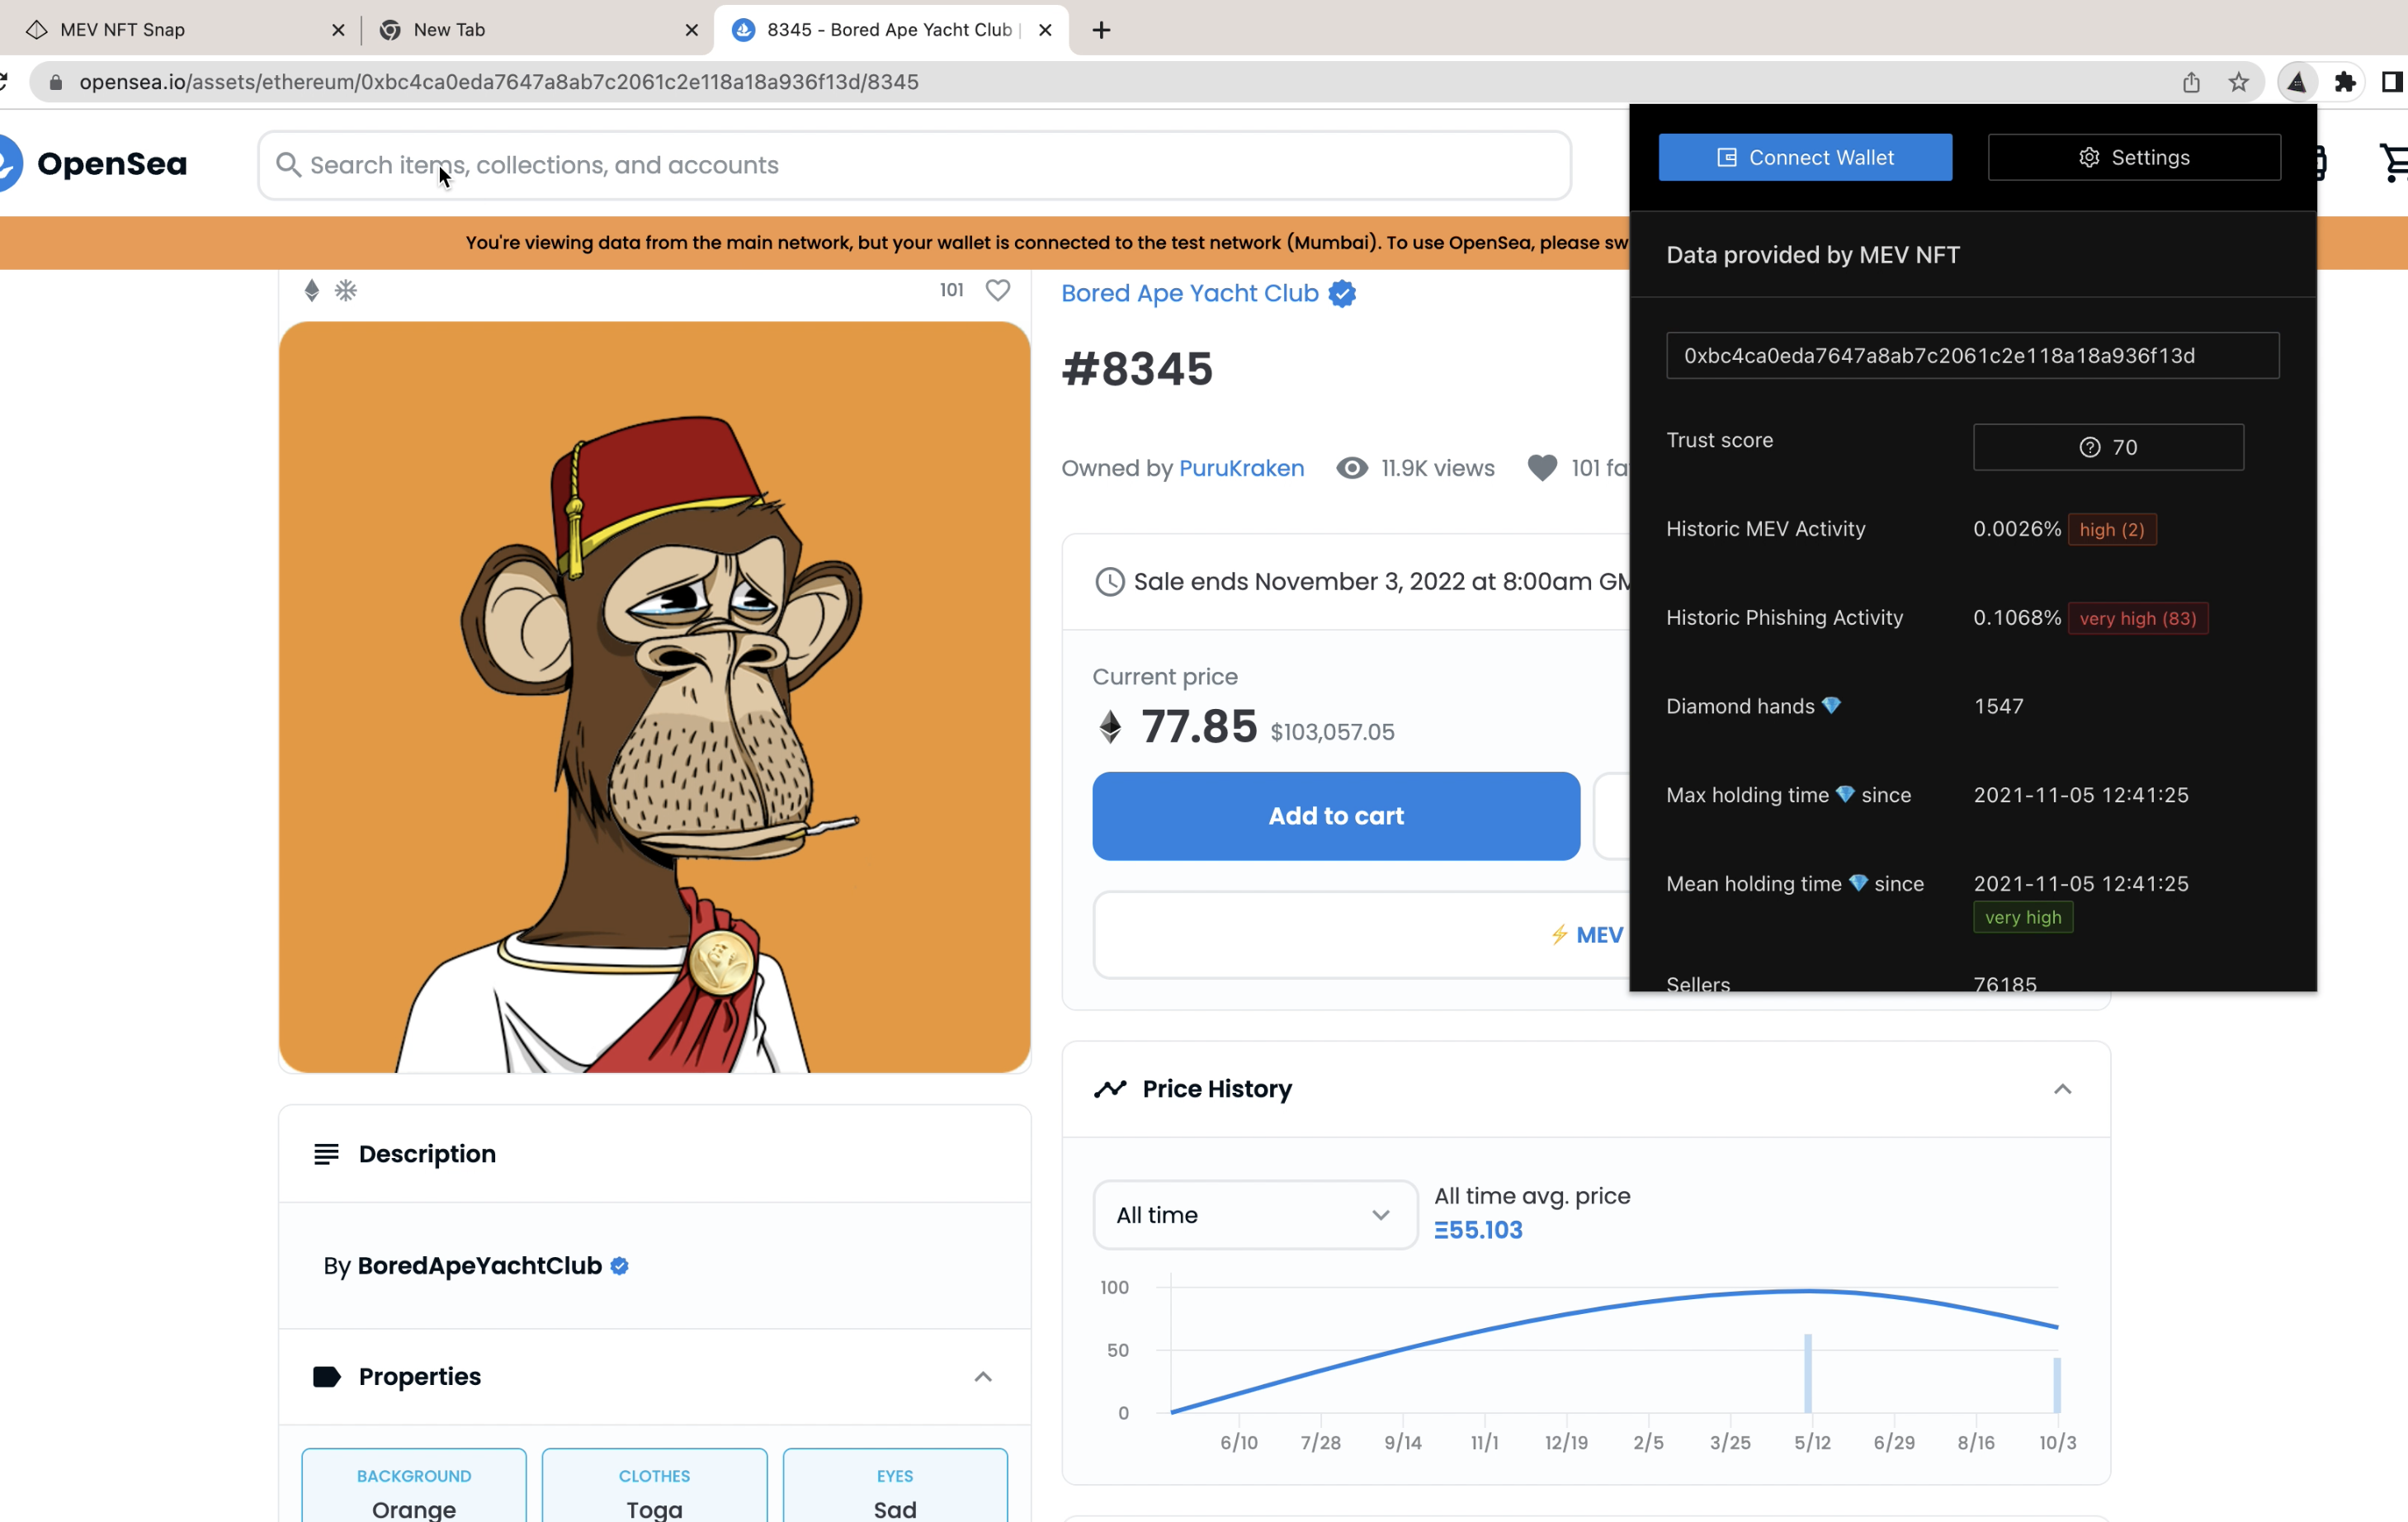 MEV NFT Snap
New Tab
8345 - Bored Ape Yacht Club |
opensea.io/assets/ethereum/0xbc4ca0eda7647a8ab7c2061c2e118a18a936f13d/8345
OpenSea
Search items, collections, and accounts
Connect Wallet
Settings
You're viewing data from the main network, but your wallet is connected to the test network (Mumbai). To use OpenSea, please sw
Data provided by MEV NFT
0xbc4ca0eda7647a8ab7c2061c2e118a18a936f13d
Trust score
70
Historic MEV Activity
0.0026% high (2)
Historic Phishing Activity
0.1068% very high (83)
Diamond hands 💎
1547
Max holding time 💎 since
2021-11-05 12:41:25
Mean holding time 💎 since
2021-11-05 12:41:25
very high
Sellers
76185
101
Bored Ape Yacht Club
#8345
Owned by PuruKraken
11.9K views
101 fa
Sale ends November 3, 2022 at 8:00am GM
Current price
77.85 $103,057.05
Add to cart
⚡ MEV
Price History
All time
All time avg. price
Ξ55.103
100
50
0
6/10 7/28 9/14 11/1 12/19 2/5 3/25 5/12 6/29 8/16 10/3
Description
By BoredApeYachtClub
Properties
BACKGROUND
Orange
CLOTHES
Toga
EYES
Sad